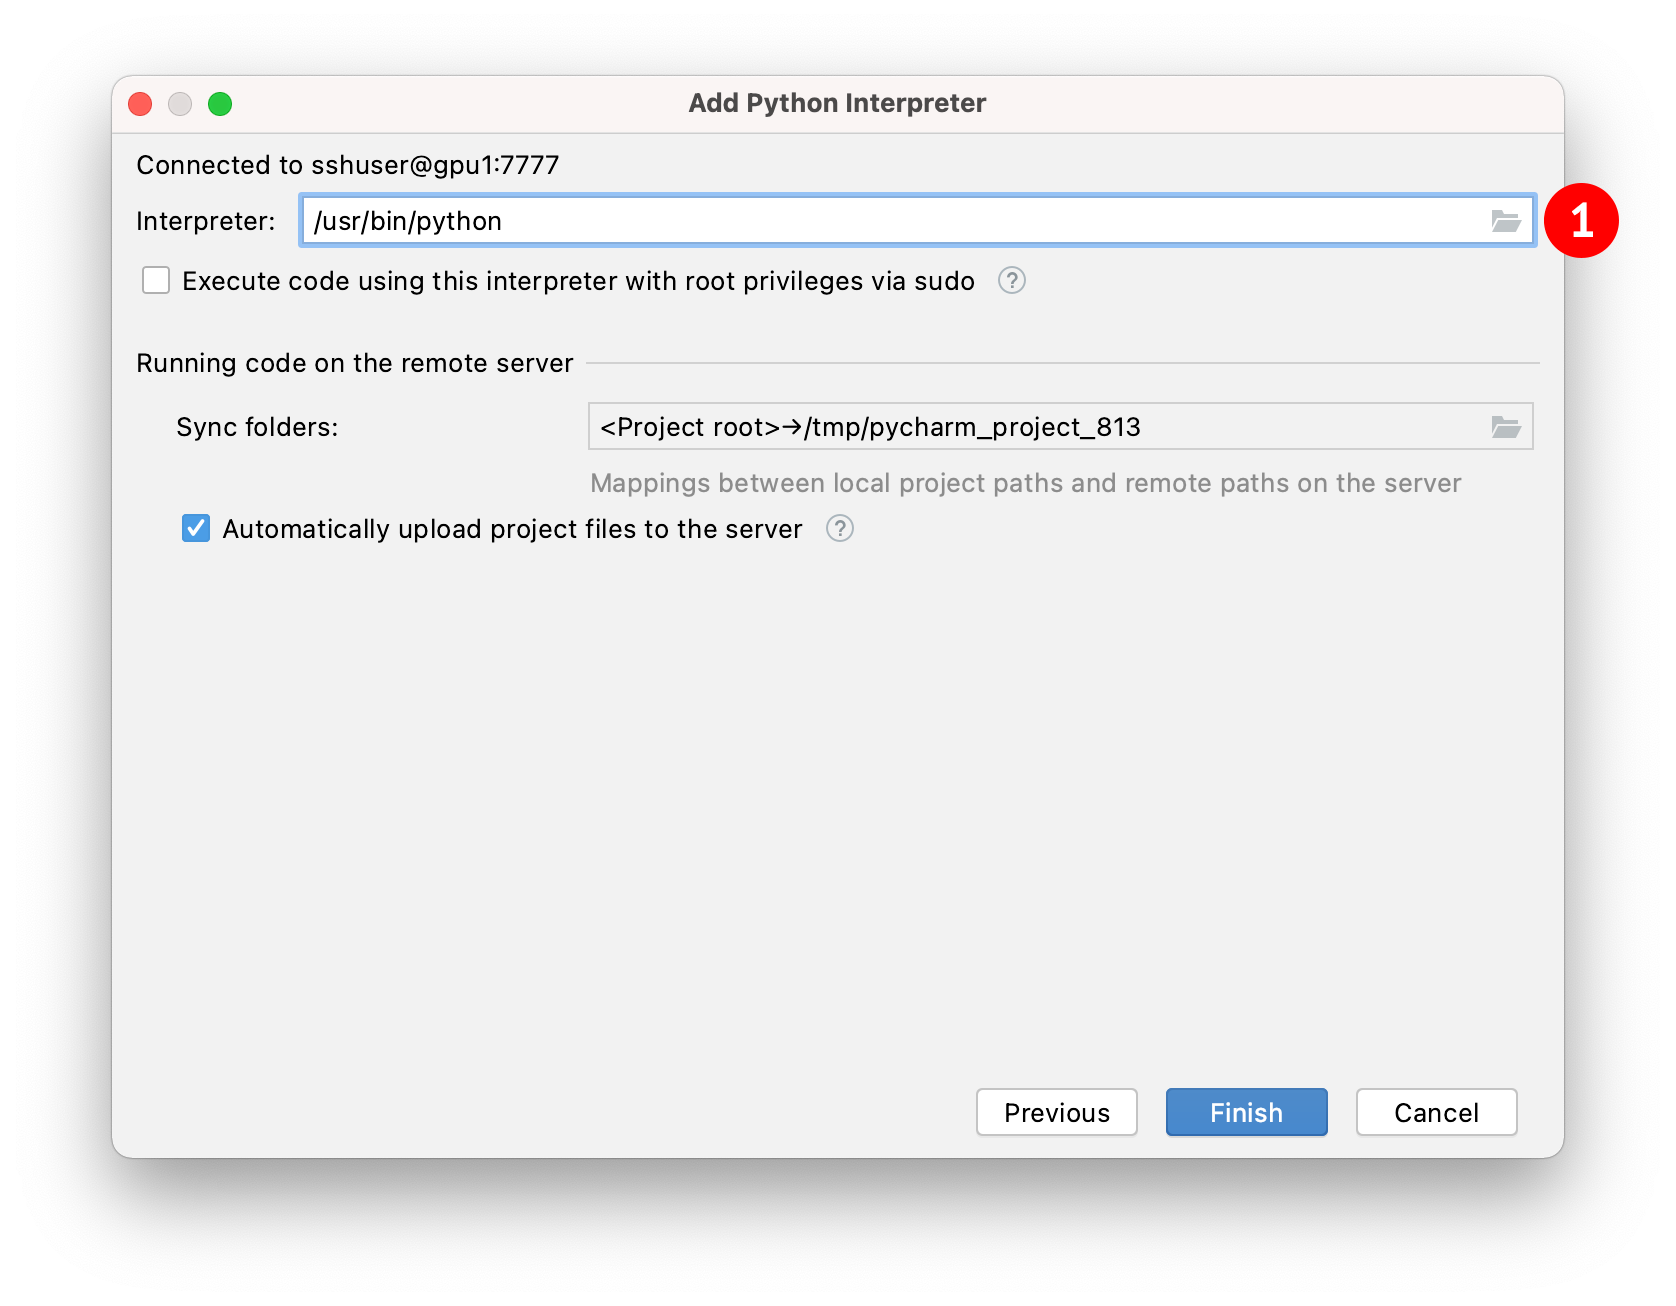 Add Python Interpreter
Connected to sshuser@gpu1:7777
Interpreter: /usr/bin/python
1
Execute code using this interpreter with root privileges via sudo ?
Running code on the remote server
Sync folders: <Project root>→/tmp/pycharm_project_813
Mappings between local project paths and remote paths on the server
Automatically upload project files to the server ?
Previous Finish Cancel